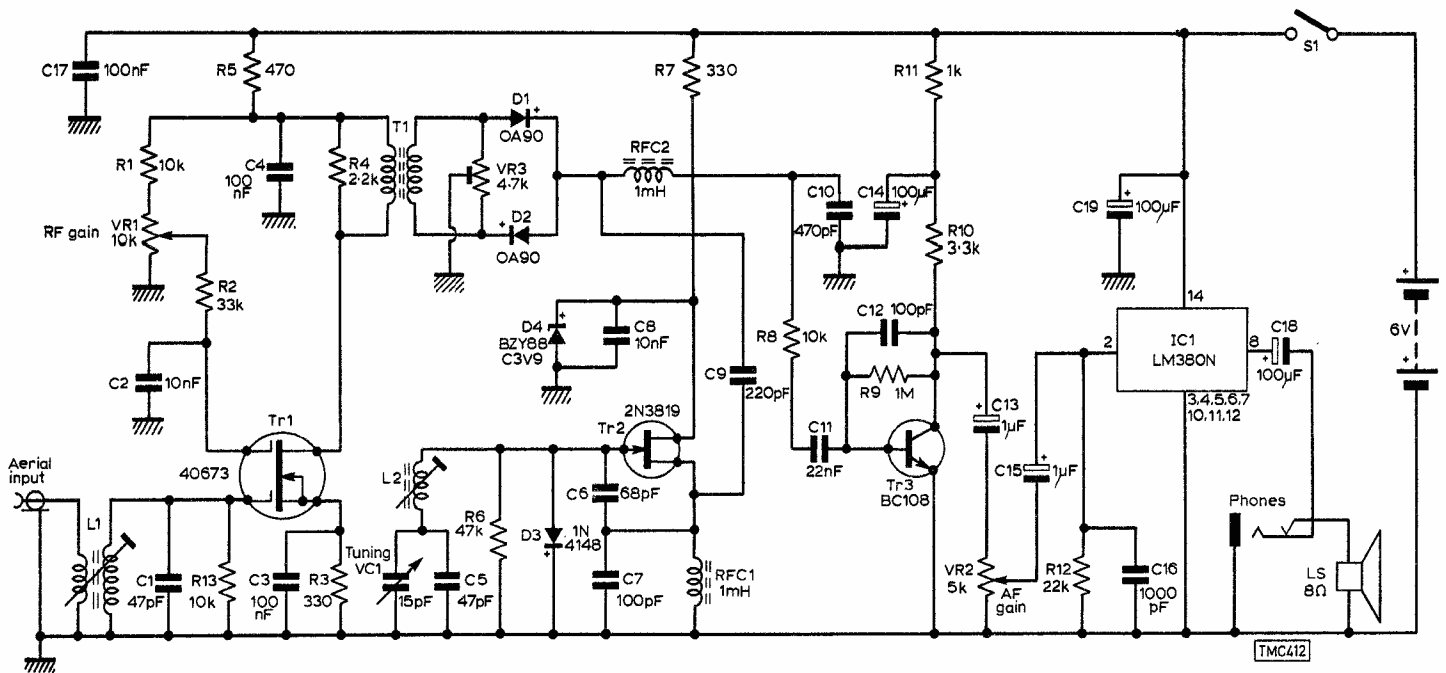 S1
C17
100nF
R5
470
R7
330
R11
1k
D1
OA90
T1
R1
10k
C4
100
nF
R4
2·2k
VR3
4·7k
RFC2
1mH
C10
470pF
C14
100µF
C19
100µF
RF gain
VR1
10k
D2
OA90
R10
3·3k
R2
33k
14
6V
D4
BZY88
C3V9
C8
10nF
R8
10k
C12
100pF
2
IC1
LM380N
8
C18
100µF
C2
10nF
C9
220pF
R9
1M
3,4,5,6,7
10,11,12
Tr1
2N3819
Tr2
C13
1µF
40673
C11
22nF
Aerial
input
L2
C6
68pF
Tr3
BC108
C15
1µF
Phones
L1
R6
47k
D3
1N
4148
Tuning
VC1
15pF
C1
47pF
R13
10k
C3
100
nF
R3
330
C5
47pF
C7
100pF
RFC1
1mH
VR2
5k
AF
gain
R12
22k
C16
1000
pF
LS
8Ω
TMC412